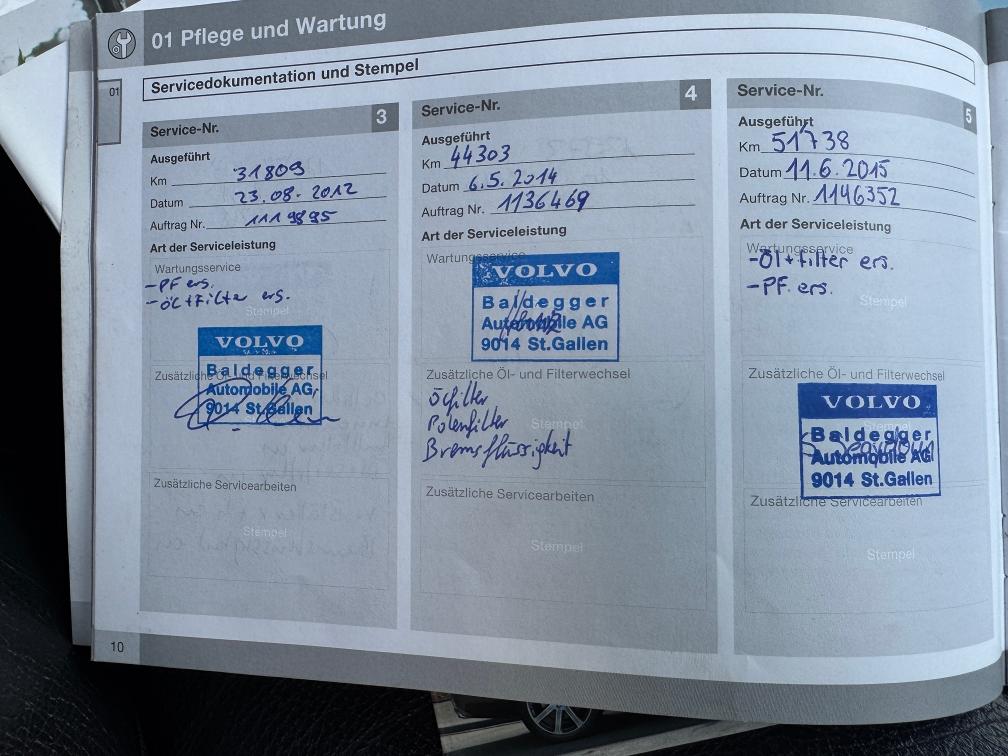 01 Pflege und Wartung
01
Servicedokumentation und Stempel
Service-Nr. 3
Ausgeführt
Km 31809
Datum 23.08.2012
Auftrag Nr. 1119895
Art der Serviceleistung
Wartungsservice
-PF ers.
-Öl+Filter ers.
Stempel
VOLVO
Zusätzliche Öl- und Filterwechsel
Baldegger
Automobile AG
9014 St.Gallen
Zusätzliche Servicearbeiten
Stempel
Service-Nr. 4
Ausgeführt
Km 44303
Datum 6.5.2014
Auftrag Nr. 1136469
Art der Serviceleistung
Wartungsservice
VOLVO
Baldegger
Automobile AG
9014 St.Gallen
Zusätzliche Öl- und Filterwechsel
Ölfilter
Polenfilter
Stempel
Bremsflüssigkeit
Zusätzliche Servicearbeiten
Stempel
Service-Nr. 5
Ausgeführt
Km 51738
Datum 11.6.2015
Auftrag Nr. 1146352
Art der Serviceleistung
Wartungsservice
-Öl+Filter ers.
-PF. ers.
Stempel
Zusätzliche Öl- und Filterwechsel
VOLVO
Baldegger
Automobile AG
9014 St.Gallen
Zusätzliche Servicearbeiten
Stempel
10